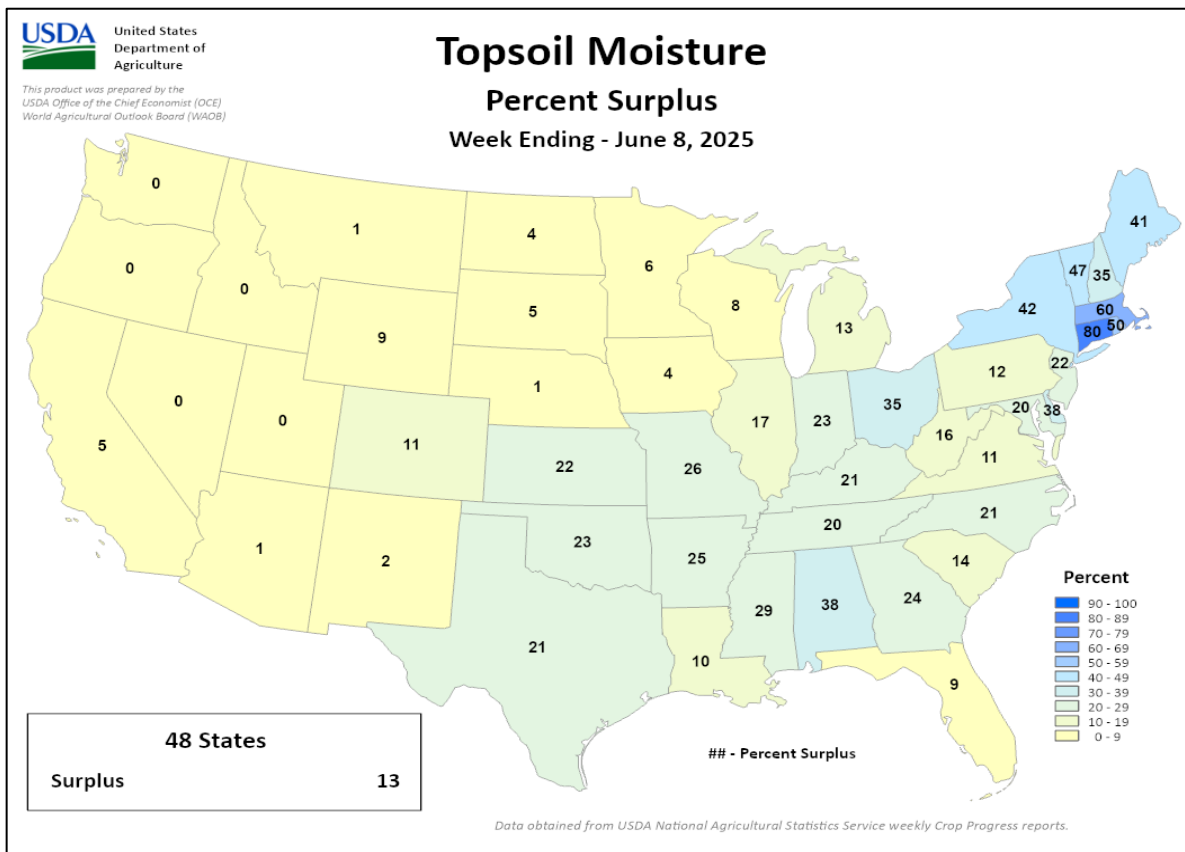 USDA
United States
Department of
Agriculture
This product was prepared by the
USDA Office of the Chief Economist (OCE)
World Agricultural Outlook Board (WAOB)
Topsoil Moisture
Percent Surplus
Week Ending - June 8, 2025
0
1
4
6
41
0
0
47
35
9
5
8
42
60
50
80
13
1
4
12
22
0
0
5
11
17
23
35
20
38
16
11
22
26
21
1
2
23
25
20
21
14
21
29
38
24
10
9
Percent
90 - 100
80 - 89
70 - 79
60 - 69
50 - 59
40 - 49
30 - 39
20 - 29
10 - 19
0 - 9
48 States
Surplus 13
## - Percent Surplus
Data obtained from USDA National Agricultural Statistics Service weekly Crop Progress reports.